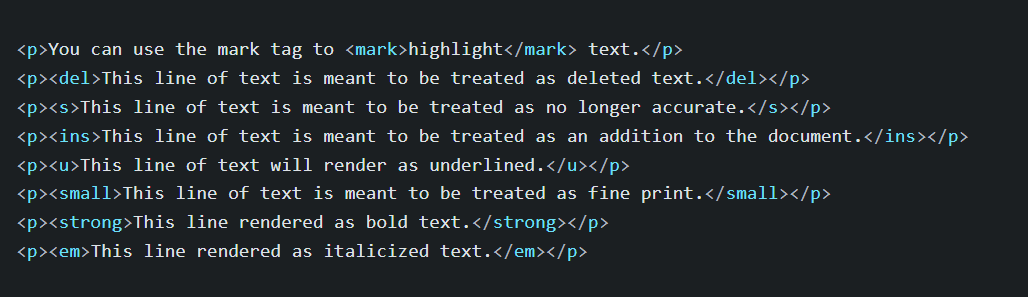 <p>You can use the mark tag to <mark>highlight</mark> text.</p>
<p><del>This line of text is meant to be treated as deleted text.</del></p>
<p><s>This line of text is meant to be treated as no longer accurate.</s></p>
<p><ins>This line of text is meant to be treated as an addition to the document.</ins></p>
<p><u>This line of text will render as underlined.</u></p>
<p><small>This line of text is meant to be treated as fine print.</small></p>
<p><strong>This line rendered as bold text.</strong></p>
<p><em>This line rendered as italicized text.</em></p>